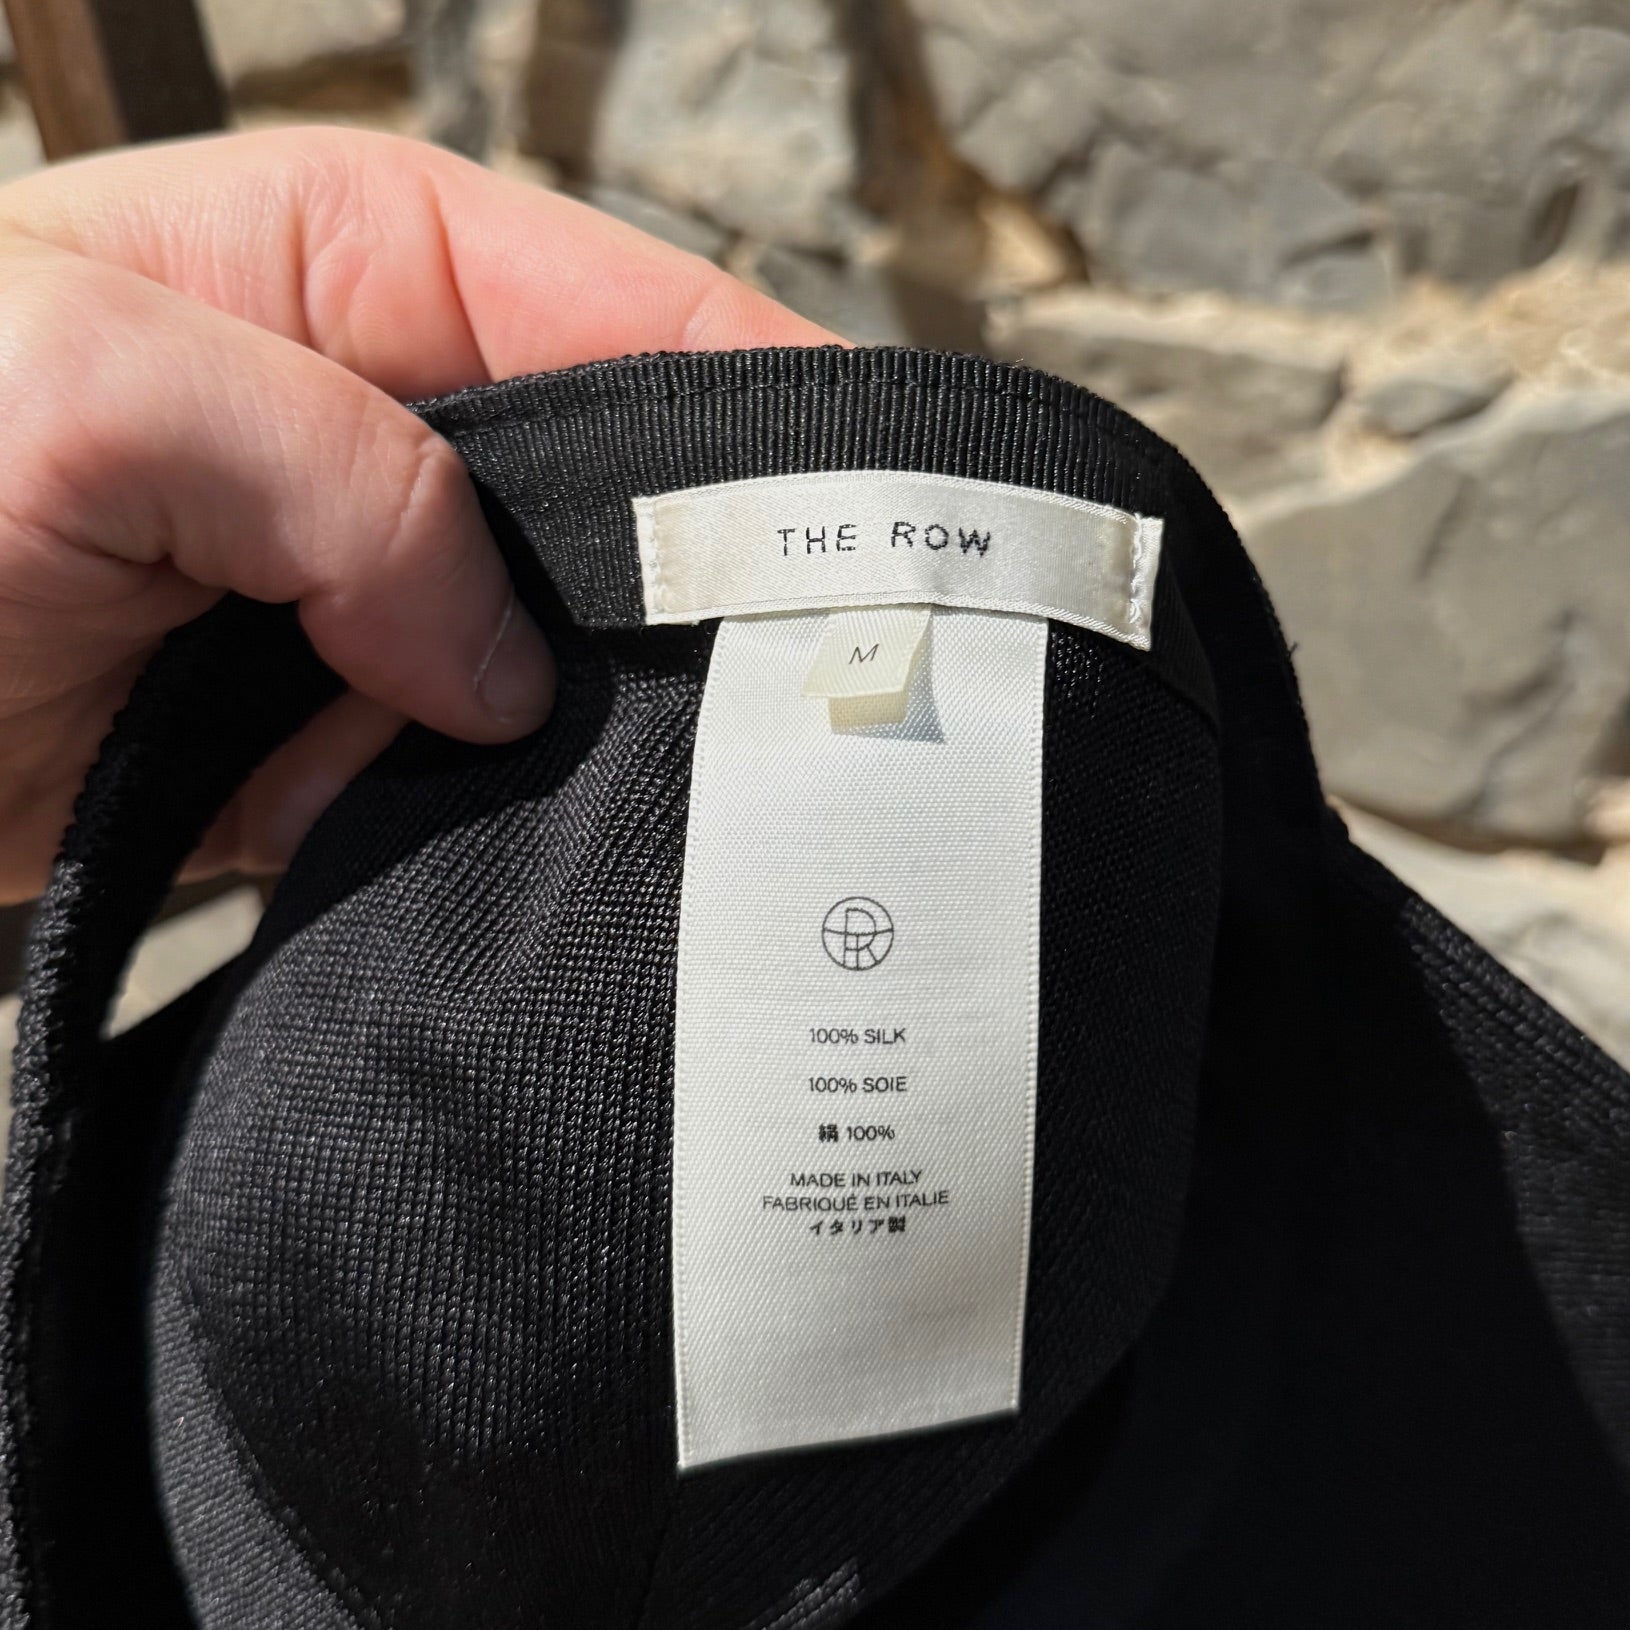 THE ROW
M
100% SILK
100% SOIE
絹 100%
MADE IN ITALY
FABRIQUÉ EN ITALIE
イタリア製